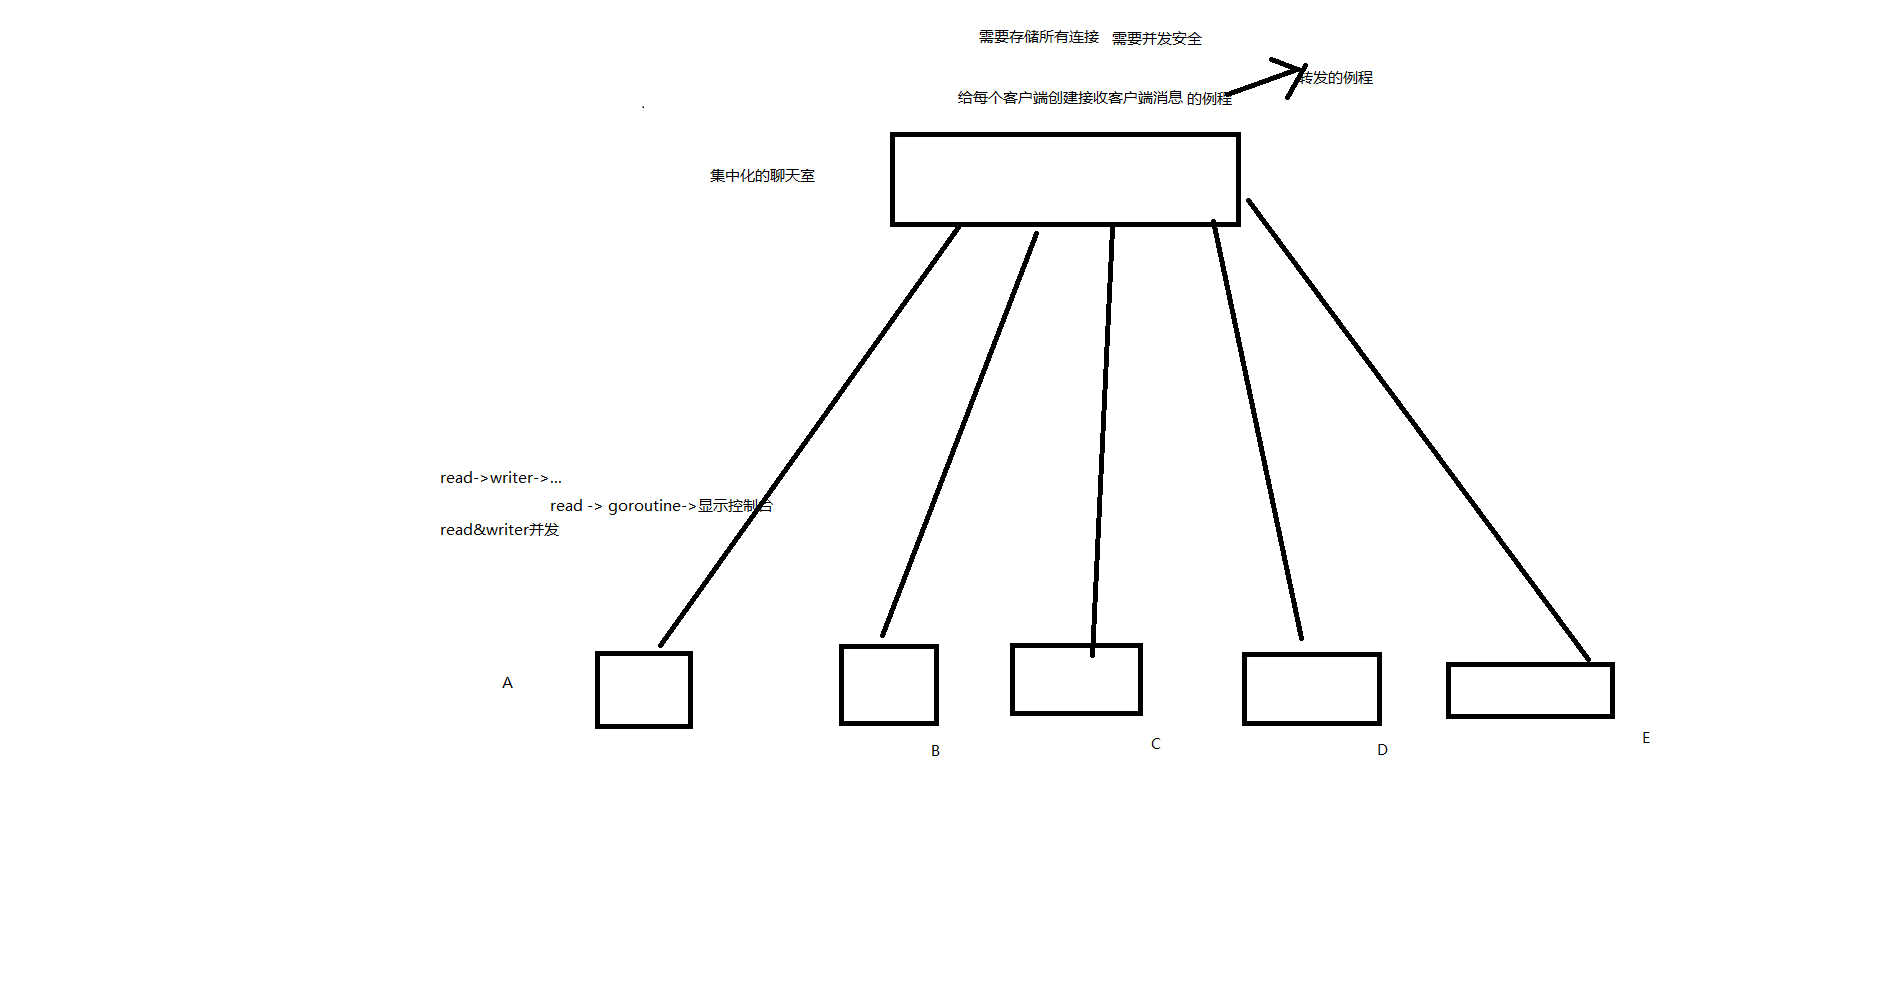 需要存储所有连接 需要并发安全
转发的例程
给每个客户端创建接收客户端消息 的例程
集中化的聊天室
read->writer->...
read -> goroutine->显示控制台
read&writer并发
A
B
C
D
E